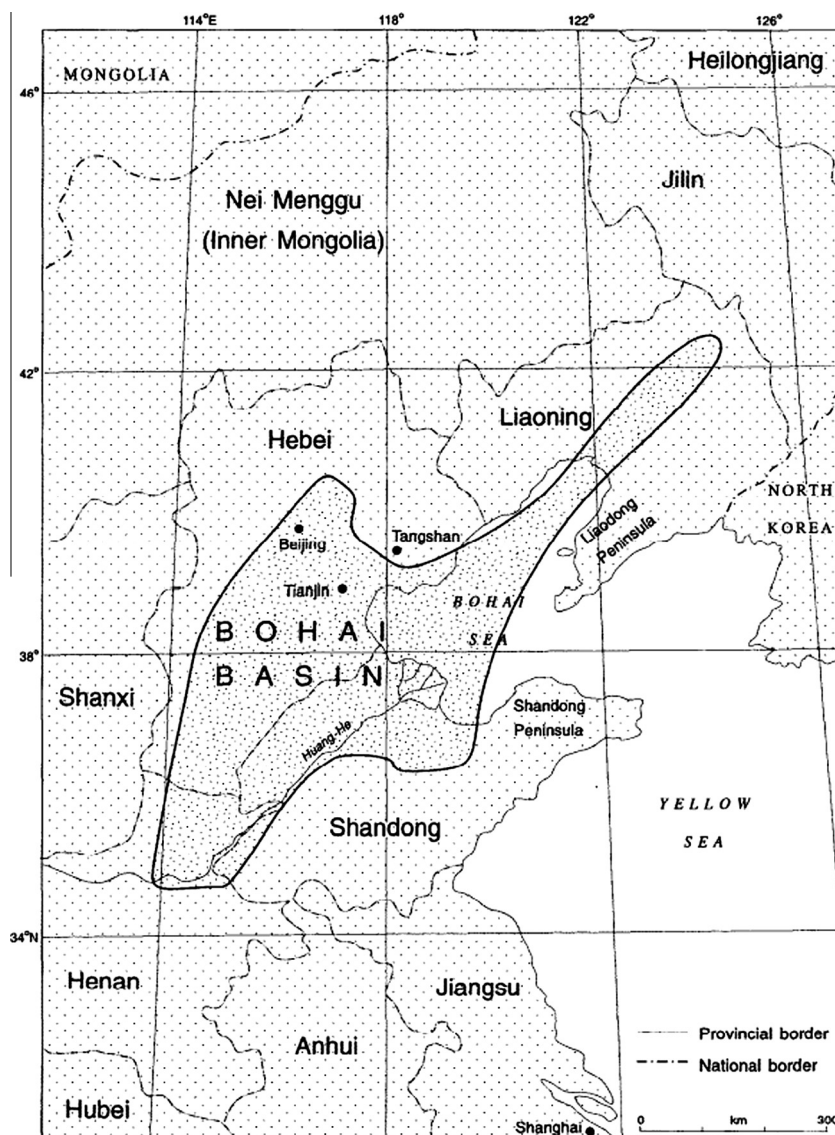 114°E
118°
122°
126°
MONGOLIA
Heilongjiang
46°
Jilin
Nei Menggu
(Inner Mongolia)
42°
Liaoning
Hebei
NORTH
KOREA
Tangshan
Beijing
Liaodong
Peninsula
Tianjin
BOHAI
SEA
BOHAI
BASIN
38°
Shanxi
Shandong
Peninsula
Huang-He
YELLOW
SEA
Shandong
34°N
Henan
Jiangsu
Anhui
Provincial border
National border
Hubei
Shanghai
0 km 300